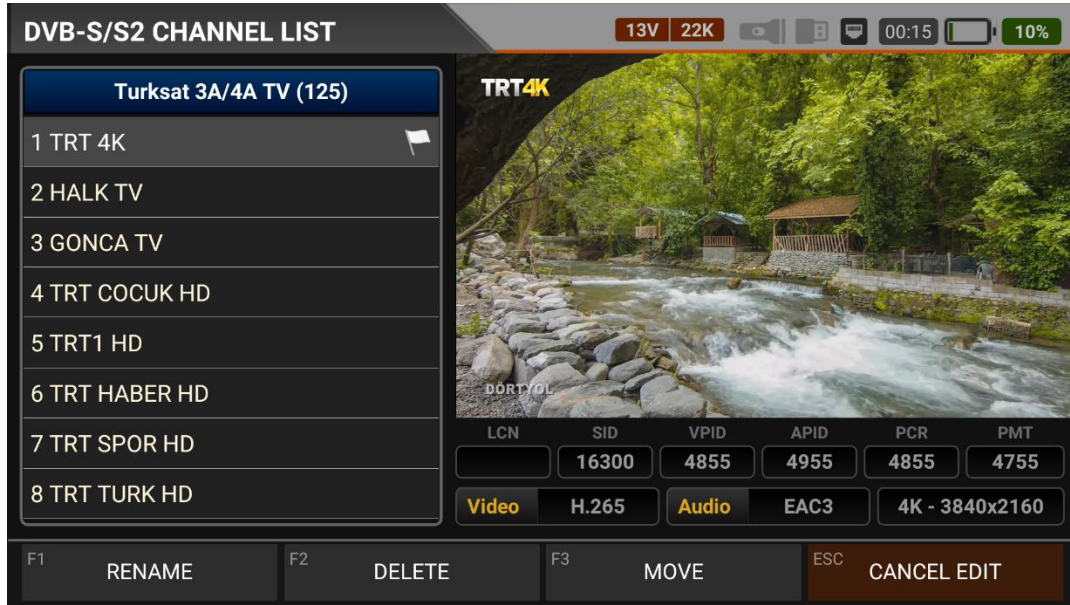 DVB-S/S2 CHANNEL LIST
13V 22K 00:15 10%
Turksat 3A/4A TV (125)
1 TRT 4K
2 HALK TV
3 GONCA TV
4 TRT COCUK HD
5 TRT1 HD
6 TRT HABER HD
7 TRT SPOR HD
8 TRT TURK HD
TRT4K
DÖRTYOL
LCN SID VPID APID PCR PMT
16300 4855 4955 4855 4755
Video H.265 Audio EAC3 4K - 3840x2160
F1 RENAME F2 DELETE F3 MOVE ESC CANCEL EDIT